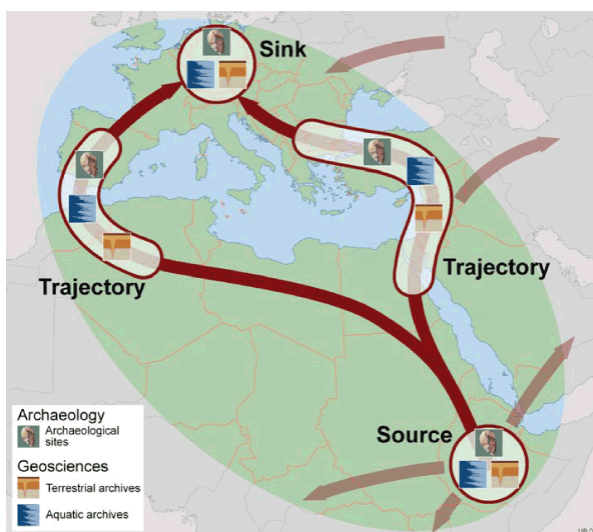 Sink
Trajectory
Trajectory
Source
Archaeology
Archaeological
sites
Geosciences
Terrestrial archives
Aquatic archives